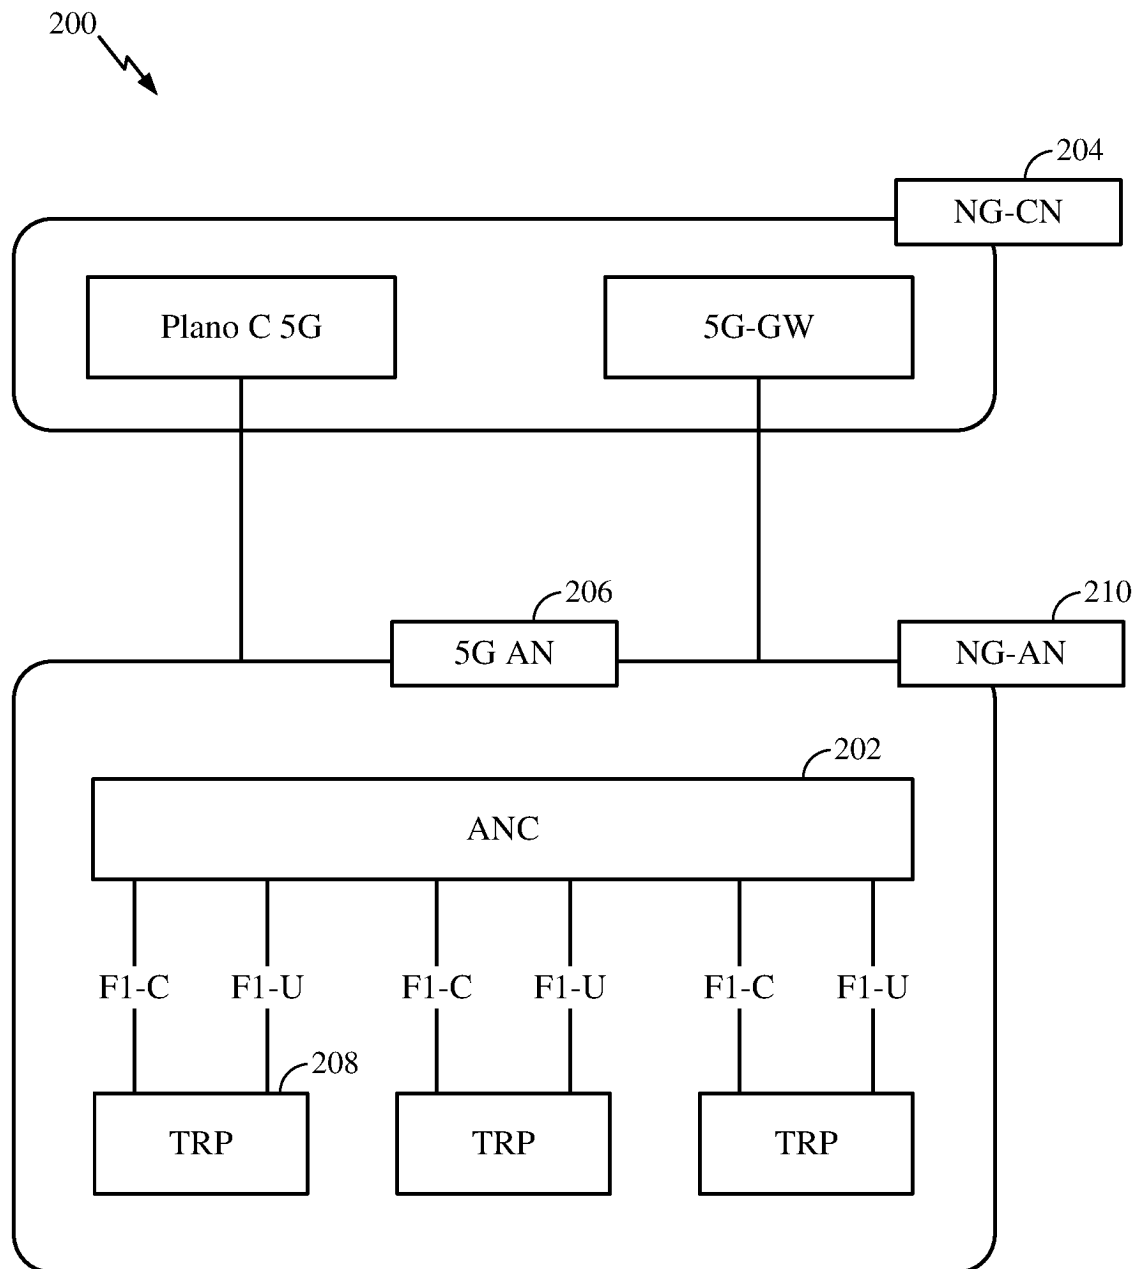 200
204
NG-CN
Plano C 5G
5G-GW
206
210
5G AN
NG-AN
202
ANC
F1-C F1-U F1-C F1-U F1-C F1-U
208
TRP TRP TRP